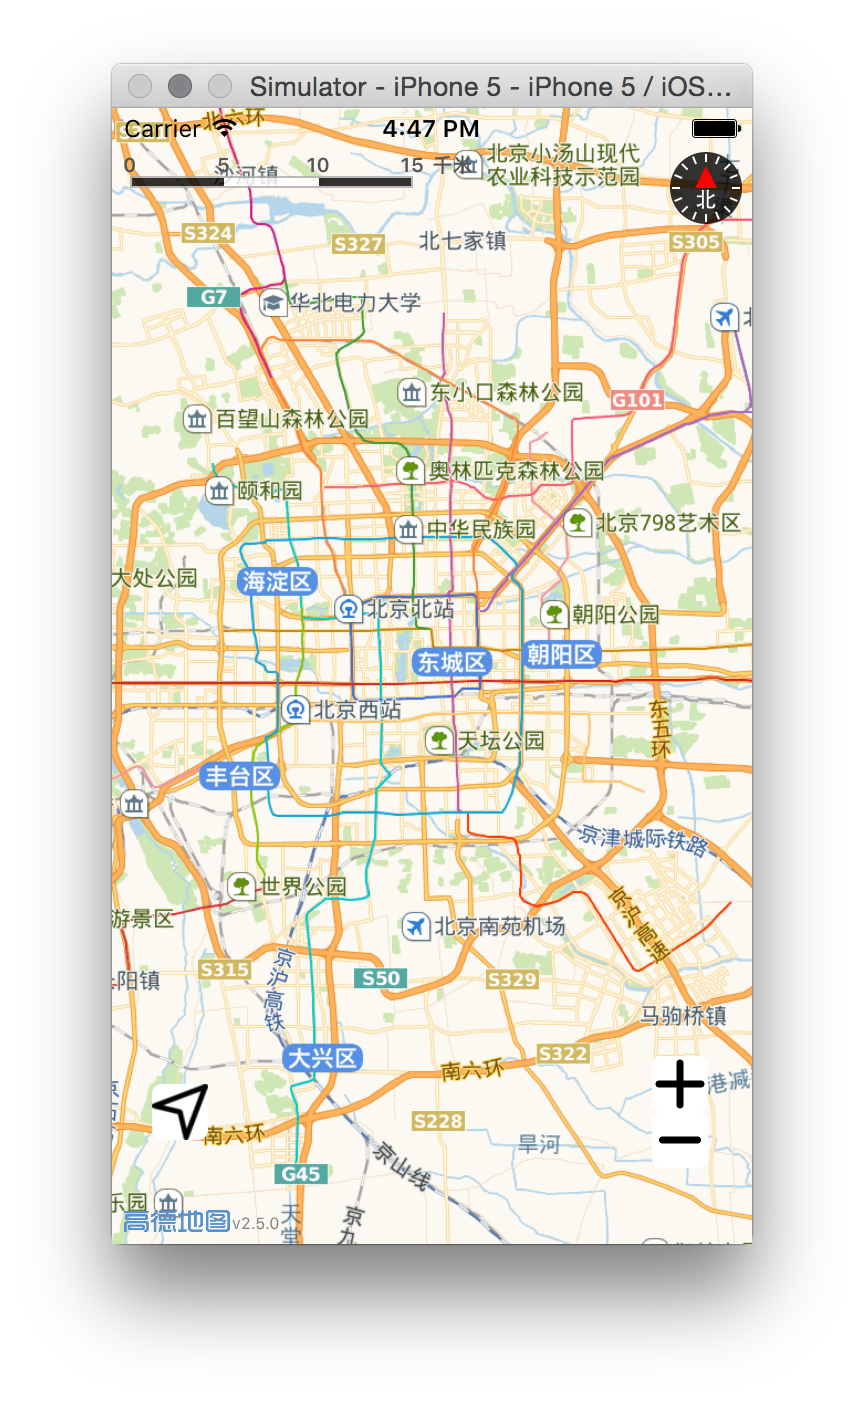 Simulator - iPhone 5 - iPhone 5 / iOS…
北六环
Carrier
4:47 PM
0 5 10 15 千米
沙河镇
北京小汤山现代
农业科技示范园
北
S324
S327
北七家镇
S305
G7
华北电力大学
东小口森林公园
G101
百望山森林公园
奥林匹克森林公园
颐和园
中华民族园
北京798艺术区
大处公园
海淀区
北京北站
朝阳公园
东城区
朝阳区
北京西站
东五环
天坛公园
丰台区
京津城际铁路
世界公园
京沪高速
游景区
北京南苑机场
S315
京沪高铁
S50
S329
阳镇
马驹桥镇
大兴区
S322
南六环
港减
南六环
S228
旱河
京山线
G45
乐园
天堂
京九
高德地图 v2.5.0